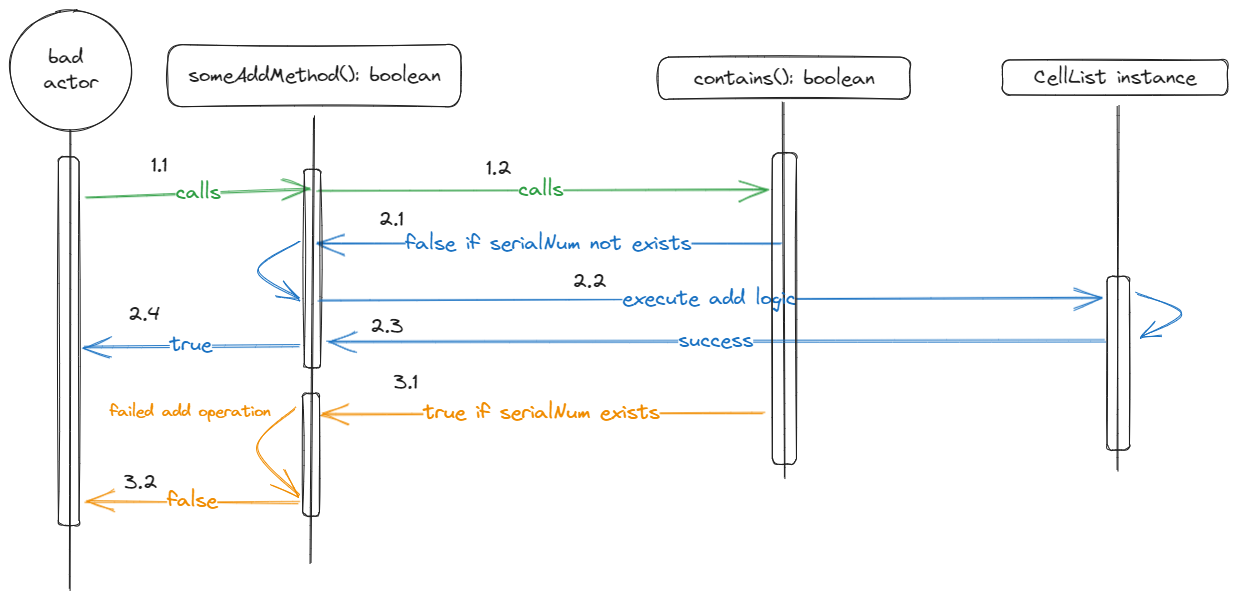 bad
actor
someAddMethod(): boolean
contains(): boolean
CellList instance
1.1
calls
1.2
calls
2.1
false if serialNum not exists
2.2
execute add logic
2.4
true
2.3
success
3.1
failed add operation
true if serialNum exists
3.2
false